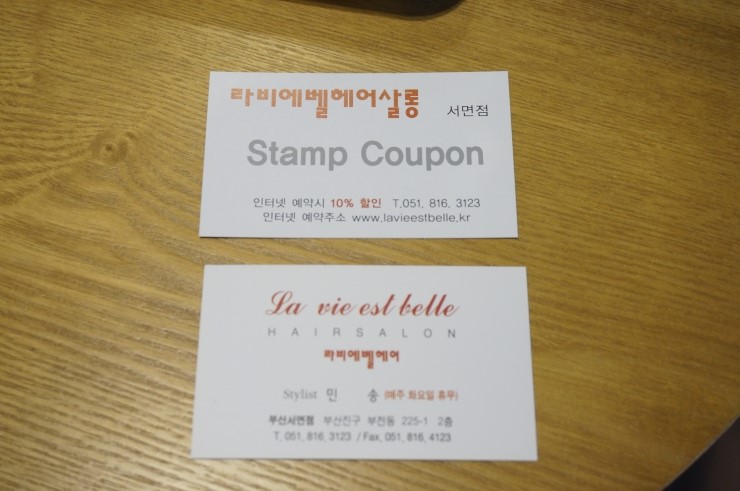 라비에벨헤어살롱 서면점
Stamp Coupon
인터넷 예약시 10% 할인 T.051. 816. 3123
인터넷 예약주소 www.lavieestbelle.kr
La vie est belle
HAIRSALON
라비에벨헤어
Stylist 민 송 (매주 화요일 휴무)
부산서면점 부산진구 부전동 225-1 2층
T. 051. 816. 3123 / Fax. 051. 816. 4123